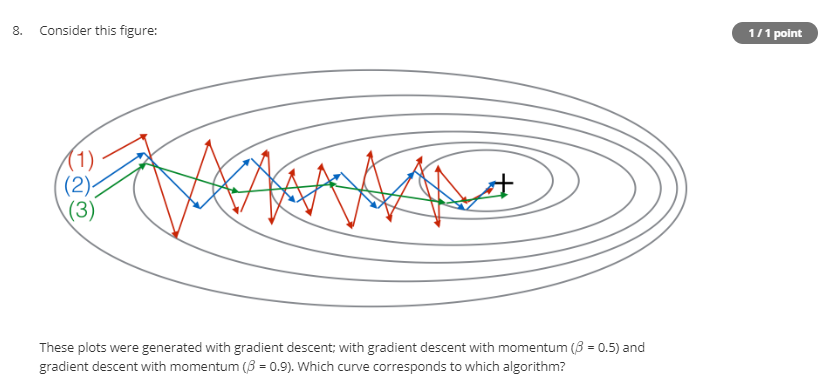 8. Consider this figure:
1 / 1 point
(1)
(2)
(3)
These plots were generated with gradient descent; with gradient descent with momentum (β = 0.5) and
gradient descent with momentum (β = 0.9). Which curve corresponds to which algorithm?